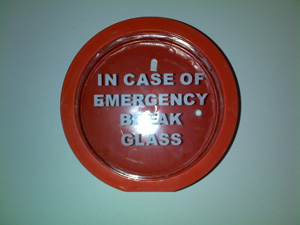 IN CASE OF
EMERGENCY
BREAK
GLASS